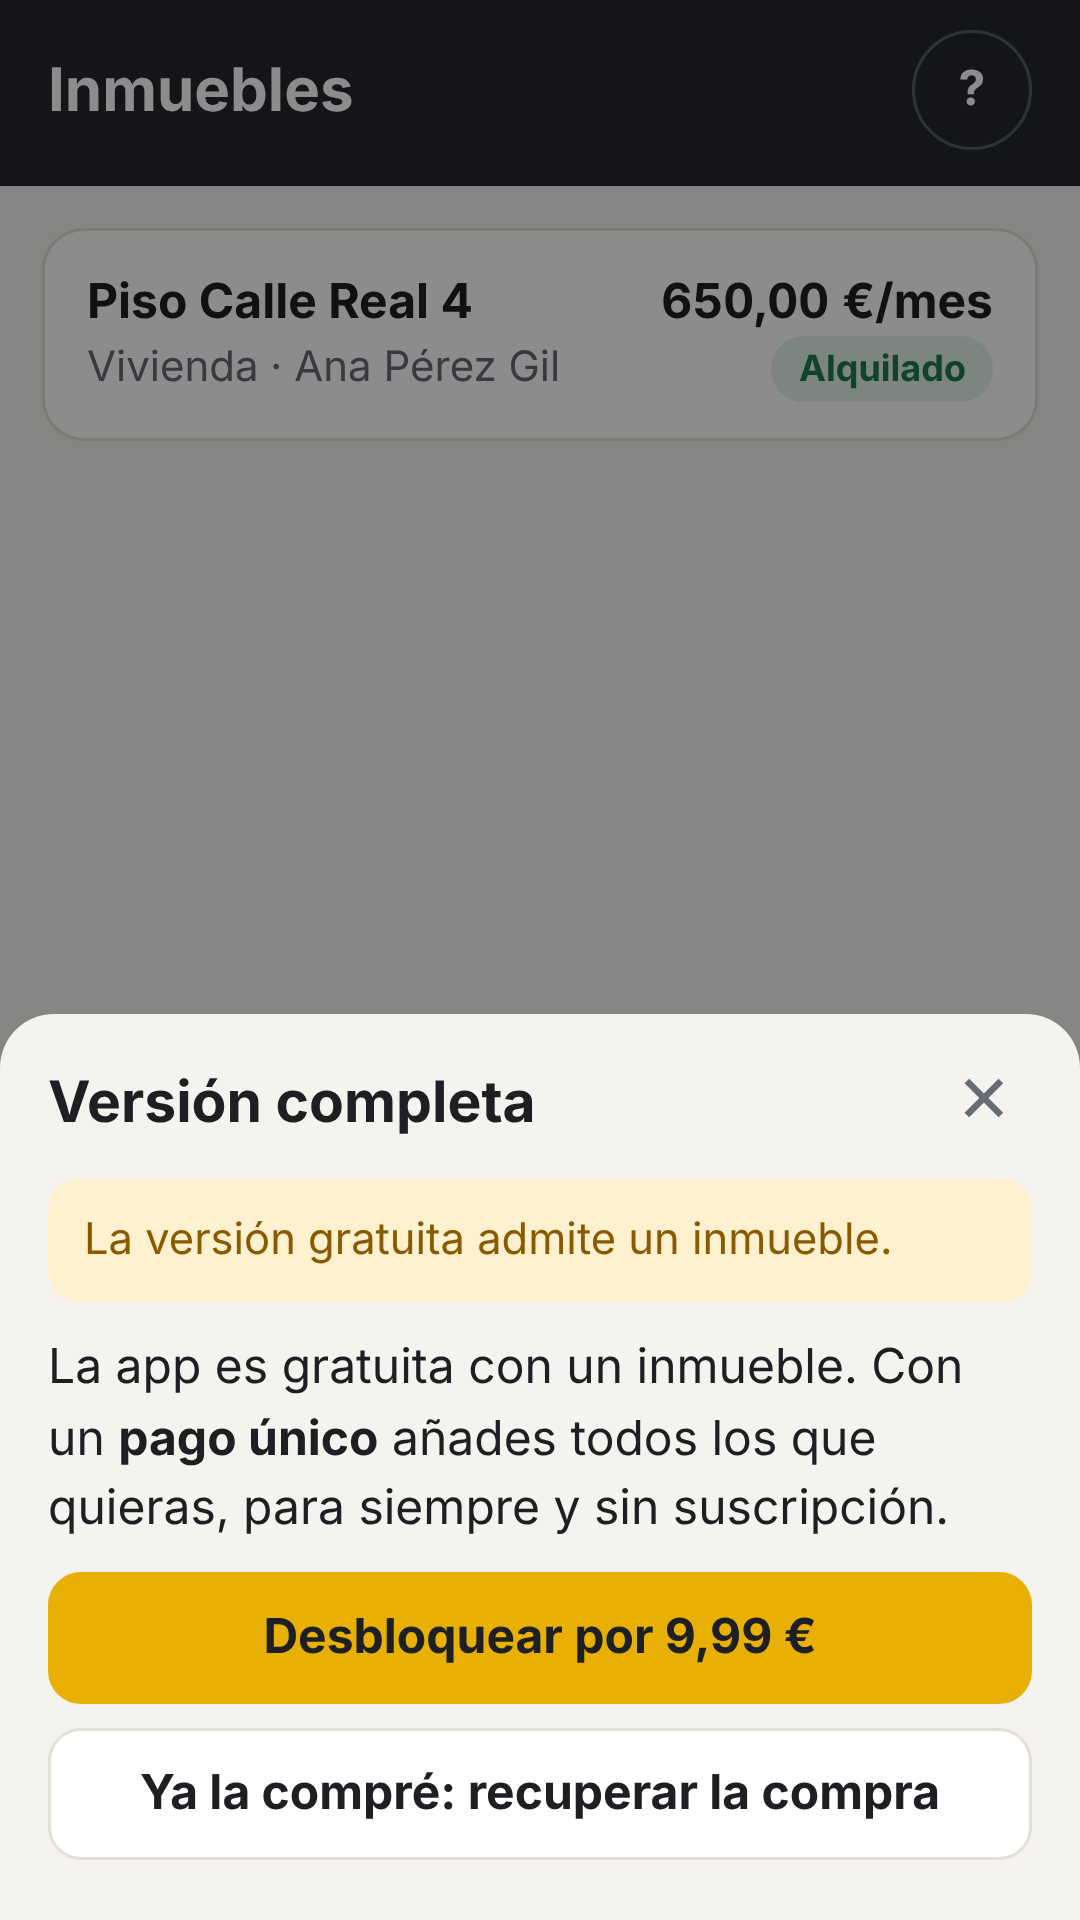 Inmuebles
?
Piso Calle Real 4 650,00 €/mes
Vivienda · Ana Pérez Gil Alquilado
Versión completa ✕
La versión gratuita admite un inmueble.
La app es gratuita con un inmueble. Con
un pago único añades todos los que
quieras, para siempre y sin suscripción.
Desbloquear por 9,99 €
Ya la compré: recuperar la compra